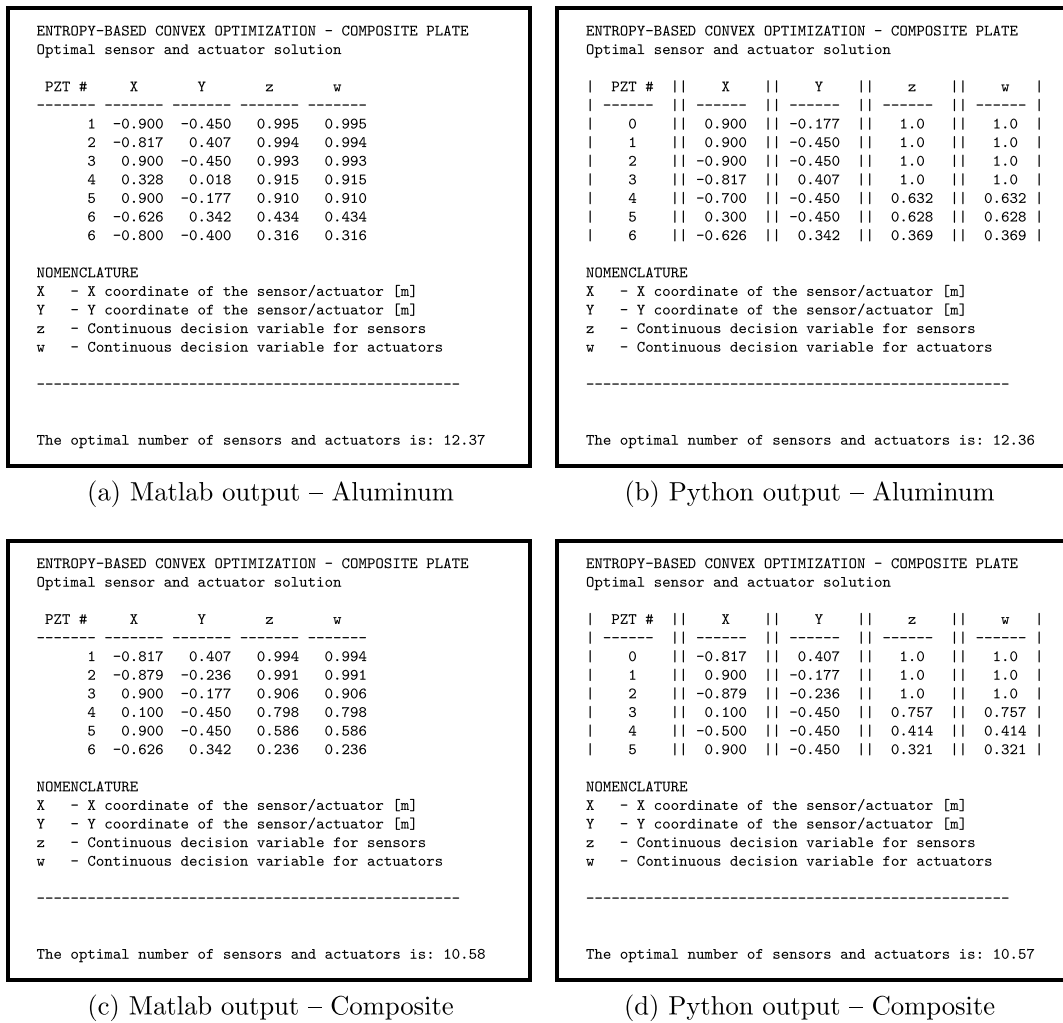 ENTROPY-BASED CONVEX OPTIMIZATION - COMPOSITE PLATE
Optimal sensor and actuator solution
PZT # X Y z w
------- ------- ------- ------- -------
1 -0.900 -0.450 0.995 0.995
2 -0.817 0.407 0.994 0.994
3 0.900 -0.450 0.993 0.993
4 0.328 0.018 0.915 0.915
5 0.900 -0.177 0.910 0.910
6 -0.626 0.342 0.434 0.434
6 -0.800 -0.400 0.316 0.316
NOMENCLATURE
X - X coordinate of the sensor/actuator [m]
Y - Y coordinate of the sensor/actuator [m]
z - Continuous decision variable for sensors
w - Continuous decision variable for actuators
--------------------------------------------------
The optimal number of sensors and actuators is: 12.37
(a) Matlab output – Aluminum
ENTROPY-BASED CONVEX OPTIMIZATION - COMPOSITE PLATE
Optimal sensor and actuator solution
| PZT # || X || Y || z || w |
| ------ || ------ || ------ || ------ || ------ |
| 0 || 0.900 || -0.177 || 1.0 || 1.0 |
| 1 || 0.900 || -0.450 || 1.0 || 1.0 |
| 2 || -0.900 || -0.450 || 1.0 || 1.0 |
| 3 || -0.817 || 0.407 || 1.0 || 1.0 |
| 4 || -0.700 || -0.450 || 0.632 || 0.632 |
| 5 || 0.300 || -0.450 || 0.628 || 0.628 |
| 6 || -0.626 || 0.342 || 0.369 || 0.369 |
NOMENCLATURE
X - X coordinate of the sensor/actuator [m]
Y - Y coordinate of the sensor/actuator [m]
z - Continuous decision variable for sensors
w - Continuous decision variable for actuators
--------------------------------------------------
The optimal number of sensors and actuators is: 12.36
(b) Python output – Aluminum
ENTROPY-BASED CONVEX OPTIMIZATION - COMPOSITE PLATE
Optimal sensor and actuator solution
PZT # X Y z w
------- ------- ------- ------- -------
1 -0.817 0.407 0.994 0.994
2 -0.879 -0.236 0.991 0.991
3 0.900 -0.177 0.906 0.906
4 0.100 -0.450 0.798 0.798
5 0.900 -0.450 0.586 0.586
6 -0.626 0.342 0.236 0.236
NOMENCLATURE
X - X coordinate of the sensor/actuator [m]
Y - Y coordinate of the sensor/actuator [m]
z - Continuous decision variable for sensors
w - Continuous decision variable for actuators
--------------------------------------------------
The optimal number of sensors and actuators is: 10.58
(c) Matlab output – Composite
ENTROPY-BASED CONVEX OPTIMIZATION - COMPOSITE PLATE
Optimal sensor and actuator solution
| PZT # || X || Y || z || w |
| ------ || ------ || ------ || ------ || ------ |
| 0 || -0.817 || 0.407 || 1.0 || 1.0 |
| 1 || 0.900 || -0.177 || 1.0 || 1.0 |
| 2 || -0.879 || -0.236 || 1.0 || 1.0 |
| 3 || 0.100 || -0.450 || 0.757 || 0.757 |
| 4 || -0.500 || -0.450 || 0.414 || 0.414 |
| 5 || 0.900 || -0.450 || 0.321 || 0.321 |
NOMENCLATURE
X - X coordinate of the sensor/actuator [m]
Y - Y coordinate of the sensor/actuator [m]
z - Continuous decision variable for sensors
w - Continuous decision variable for actuators
--------------------------------------------------
The optimal number of sensors and actuators is: 10.57
(d) Python output – Composite